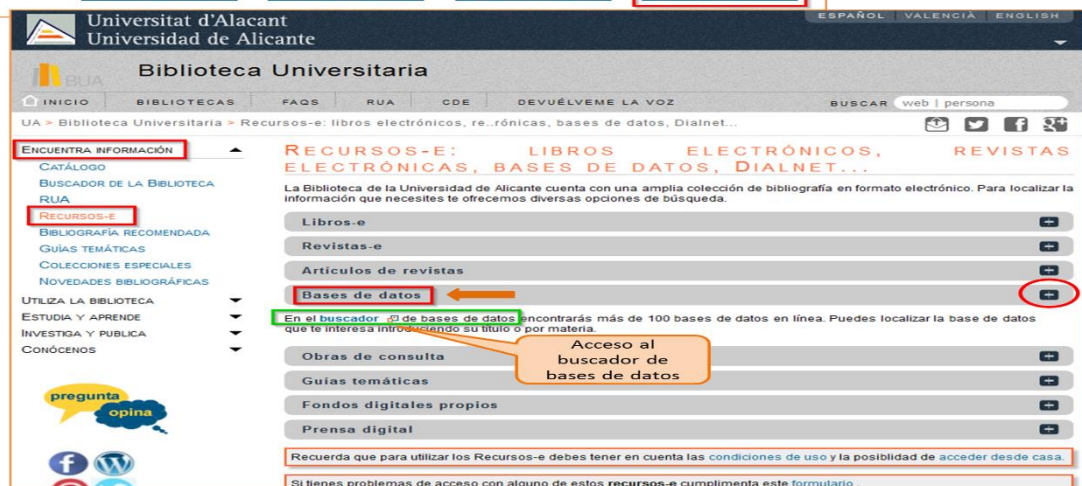 ESPAÑOL VALENCIÀ ENGLISH
Universitat d'Alacant
Universidad de Alicante
BUA
Biblioteca Universitaria
INICIO BIBLIOTECAS FAQS RUA CDE DEVUÉLVEME LA VOZ BUSCAR web | persona
UA > Biblioteca Universitaria > Recursos-e: libros electrónicos, re..rónicas, bases de datos, Dialnet...
ENCUENTRA INFORMACIÓN
CATÁLOGO
BUSCADOR DE LA BIBLIOTECA
RUA
RECURSOS-E
BIBLIOGRAFÍA RECOMENDADA
GUÍAS TEMÁTICAS
COLECCIONES ESPECIALES
NOVEDADES BIBLIOGRÁFICAS
UTILIZA LA BIBLIOTECA
ESTUDIA Y APRENDE
INVESTIGA Y PUBLICA
CONÓCENOS
pregunta
opina
RECURSOS-E: LIBROS ELECTRÓNICOS, REVISTAS
ELECTRÓNICAS, BASES DE DATOS, DIALNET...
La Biblioteca de la Universidad de Alicante cuenta con una amplia colección de bibliografía en formato electrónico. Para localizar la
información que necesites te ofrecemos diversas opciones de búsqueda.
Libros-e
Revistas-e
Artículos de revistas
Bases de datos
En el buscador de bases de datos encontrarás más de 100 bases de datos en línea. Puedes localizar la base de datos
que te interesa introduciendo su título o por materia.
Acceso al
buscador de
bases de datos
Obras de consulta
Guías temáticas
Fondos digitales propios
Prensa digital
Recuerda que para utilizar los Recursos-e debes tener en cuenta las condiciones de uso y la posiblidad de acceder desde casa.
Si tienes problemas de acceso con alguno de estos recursos-e cumplimenta este formulario .